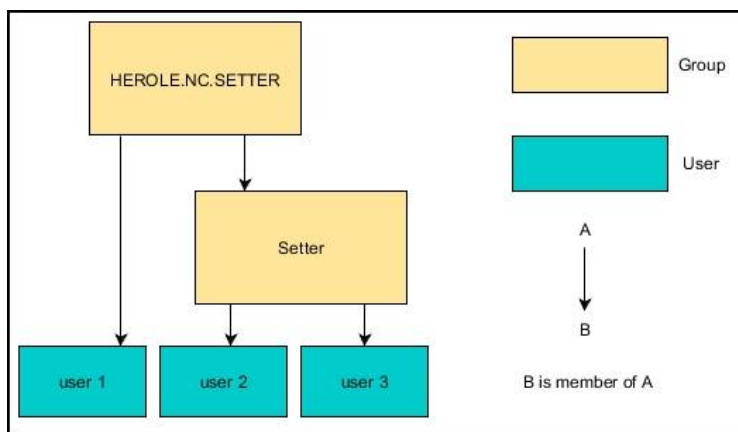 HEROLE.NC.SETTER
Group
User
A
Setter
B
user 1
user 2
user 3
B is member of A